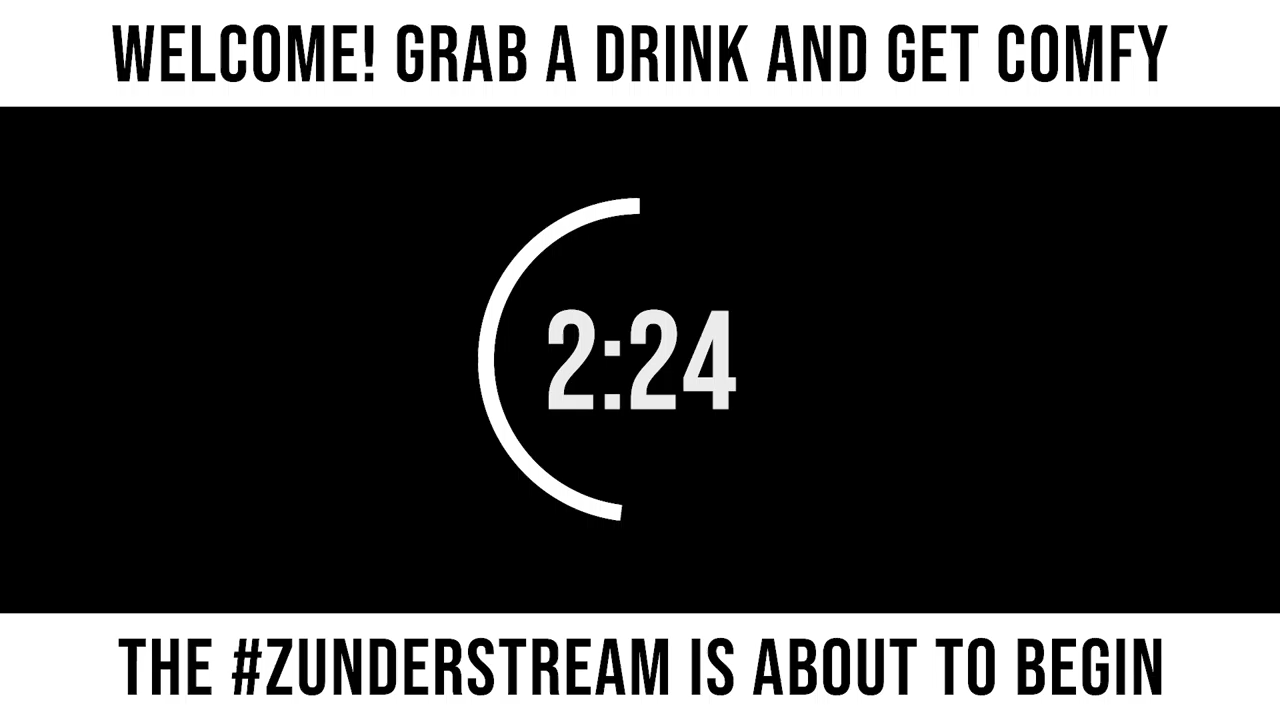 WELCOME! GRAB A DRINK AND GET COMFY
2:24
THE #ZUNDERSTREAM IS ABOUT TO BEGIN